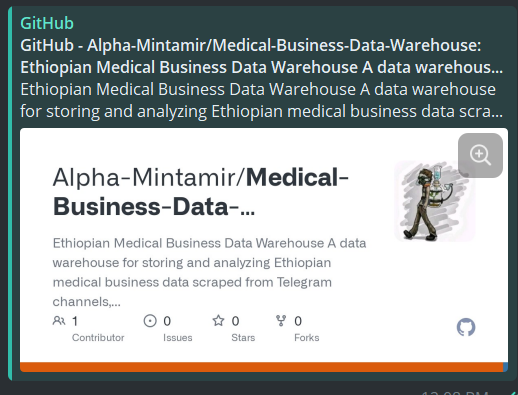 GitHub
GitHub - Alpha-Mintamir/Medical-Business-Data-Warehouse:
Ethiopian Medical Business Data Warehouse A data warehous...
Ethiopian Medical Business Data Warehouse A data warehouse
for storing and analyzing Ethiopian medical business data scra...
Alpha-Mintamir/Medical-
Business-Data-...
Ethiopian Medical Business Data Warehouse A data
warehouse for storing and analyzing Ethiopian
medical business data scraped from Telegram
channels,...
1 0 0 0
Contributor Issues Stars Forks